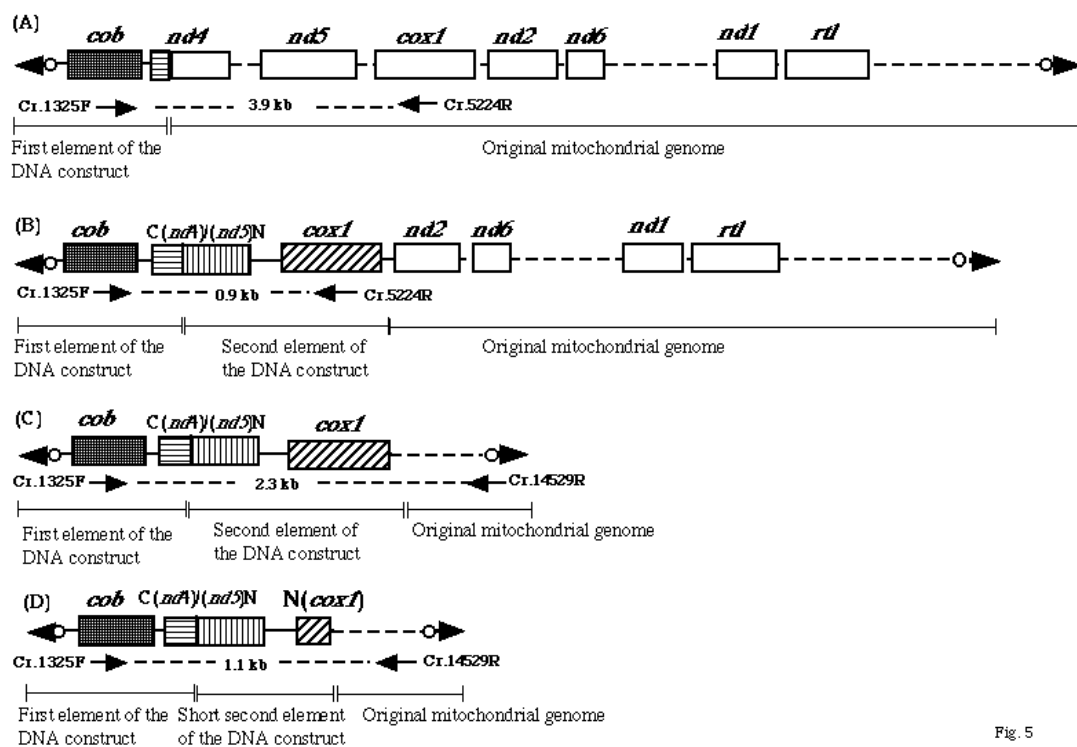 (A)
cob nd4 nd5 cox1 nd2 nd6 nd1 rtl
Cr.1325F 3.9 kb Cr.5224R
First element of the Original mitochondrial genome
DNA construct
(B) cob C(nd4)/(nd5)N cox1 nd2 nd6 nd1 rtl
Cr.1325F 0.9 kb Cr.5224R
First element of the Second element of Original mitochondrial genome
DNA construct the DNA construct
(C) cob C(nd4)/(nd5)N cox1
Cr.1325F 2.3 kb Cr.14529R
First element of the Second element of Original mitochondrial genome
DNA construct the DNA construct
(D) cob C(nd4)/(nd5)N N(cox1)
Cr.1325F 1.1 kb Cr.14529R
First element of the Short second element Original mitochondrial genome
DNA construct of the DNA construct
Fig. 5